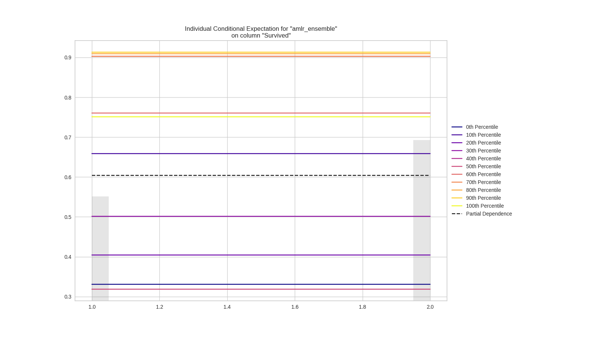 Individual Conditional Expectation for "amlr_ensemble"
on column "Survived"
0.9
0.8
0.7
0.6
0.5
0.4
0.3
1.0
1.2
1.4
1.6
1.8
2.0
0th Percentile
10th Percentile
20th Percentile
30th Percentile
40th Percentile
50th Percentile
60th Percentile
70th Percentile
80th Percentile
90th Percentile
100th Percentile
Partial Dependence